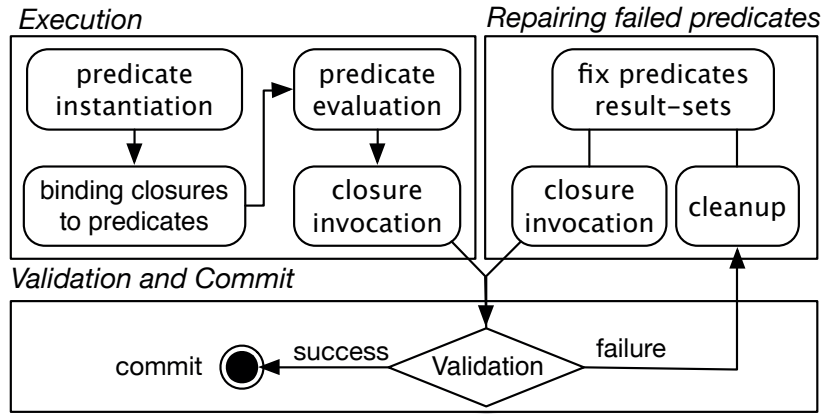 Execution
predicate
instantiation
binding closures
to predicates
predicate
evaluation
closure
invocation
Repairing failed predicates
fix predicates
result-sets
closure
invocation
cleanup
Validation and Commit
commit
success
Validation
failure